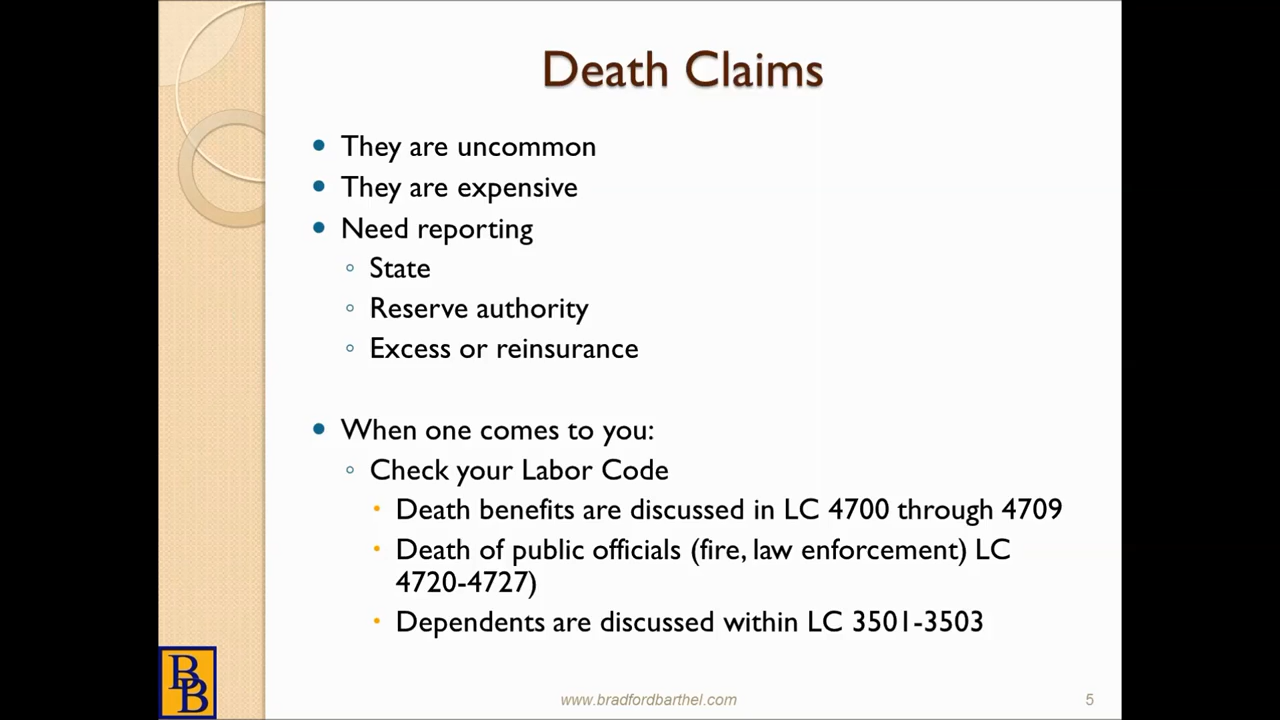 Death Claims
• They are uncommon
• They are expensive
• Need reporting
◦ State
◦ Reserve authority
◦ Excess or reinsurance
• When one comes to you:
◦ Check your Labor Code
• Death benefits are discussed in LC 4700 through 4709
• Death of public officials (fire, law enforcement) LC
4720-4727)
• Dependents are discussed within LC 3501-3503
BB
www.bradfordbarthel.com
5